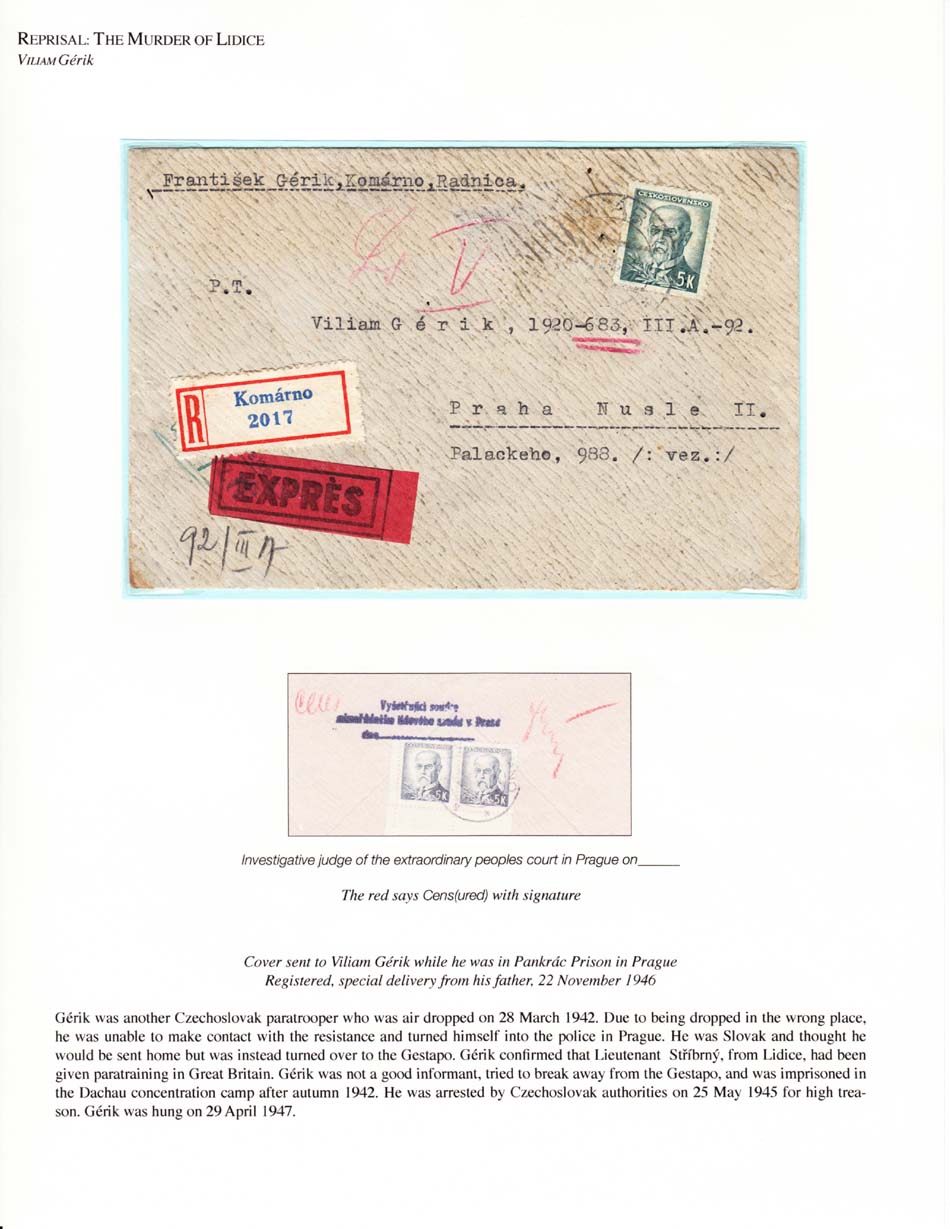 REPRISAL: THE MURDER OF LIDICE
VILIAM Gérik
František Gérik,Komárno,Radnica.
ČESKOSLOVENSKO
5K
P.T.
Viliam G é r i k , 1920-683, III.A.-92.
R
Komárno
2017
P r a h a N u s l e II.
Palackeho, 988. /: vez.:/
EXPRÈS
92/III A
Vyšetřující soudce
mimořádného lidového soudu v Praze
dne
5K
5K
Investigative judge of the extraordinary peoples court in Prague on______
The red says Cens(ured) with signature
Cover sent to Viliam Gérik while he was in Pankrác Prison in Prague
Registered, special delivery from his father, 22 November 1946
Gérik was another Czechoslovak paratrooper who was air dropped on 28 March 1942. Due to being dropped in the wrong place,
he was unable to make contact with the resistance and turned himself into the police in Prague. He was Slovak and thought he
would be sent home but was instead turned over to the Gestapo. Gérik confirmed that Lieutenant Stříbrný, from Lidice, had been
given paratraining in Great Britain. Gérik was not a good informant, tried to break away from the Gestapo, and was imprisoned in
the Dachau concentration camp after autumn 1942. He was arrested by Czechoslovak authorities on 25 May 1945 for high trea-
son. Gérik was hung on 29 April 1947.